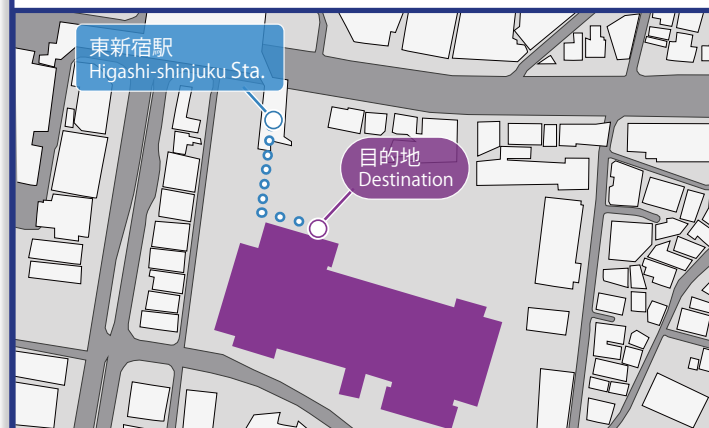 東新宿駅
Higashi-shinjuku Sta.
目的地
Destination